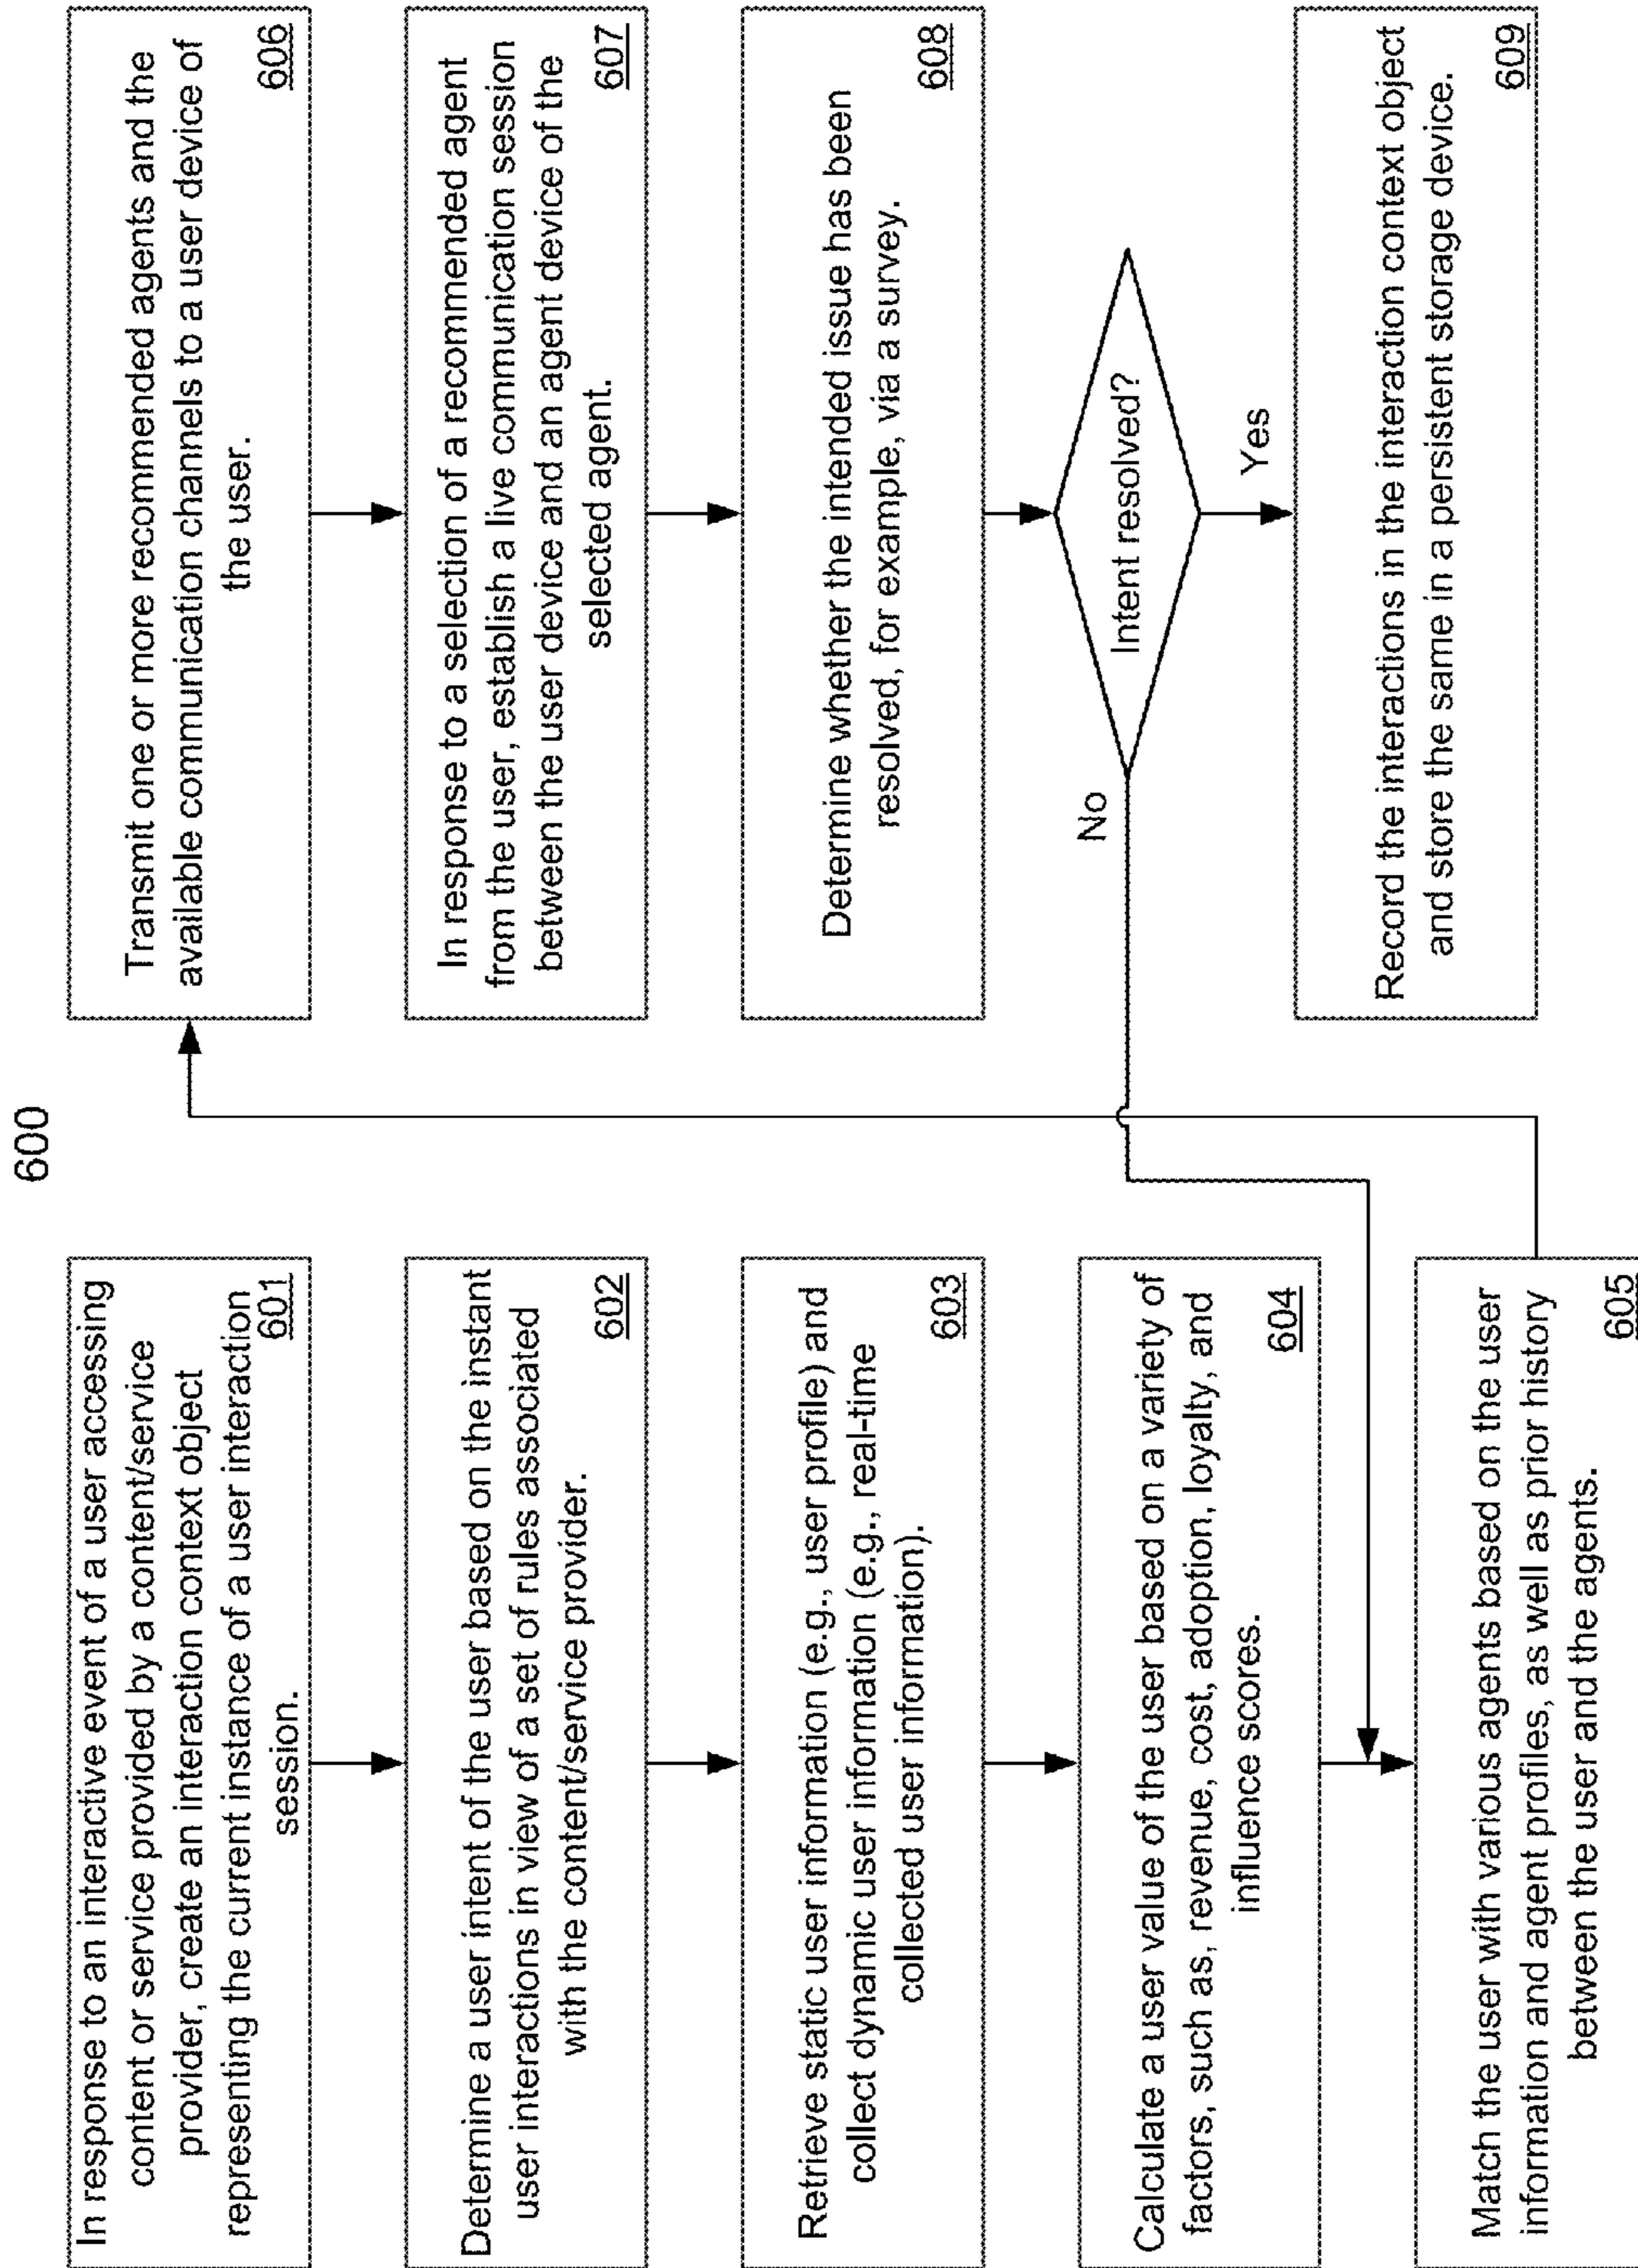 600
In response to an interactive event of a user accessing
content or service provided by a content/service
provider, create an interaction context object
representing the current instance of a user interaction
session.
601
Determine a user intent of the user based on the instant
user interactions in view of a set of rules associated
with the content/service provider.
602
Retrieve static user information (e.g., user profile) and
collect dynamic user information (e.g., real-time
collected user information).
603
Calculate a user value of the user based on a variety of
factors, such as, revenue, cost, adoption, loyalty, and
influence scores.
604
Match the user with various agents based on the user
information and agent profiles, as well as prior history
between the user and the agents.
605
Transmit one or more recommended agents and the
available communication channels to a user device of
the user.
606
In response to a selection of a recommended agent
from the user, establish a live communication session
between the user device and an agent device of the
selected agent.
607
Determine whether the intended issue has been
resolved, for example, via a survey.
608
Intent resolved?
No
Yes
Record the interactions in the interaction context object
and store the same in a persistent storage device.
609